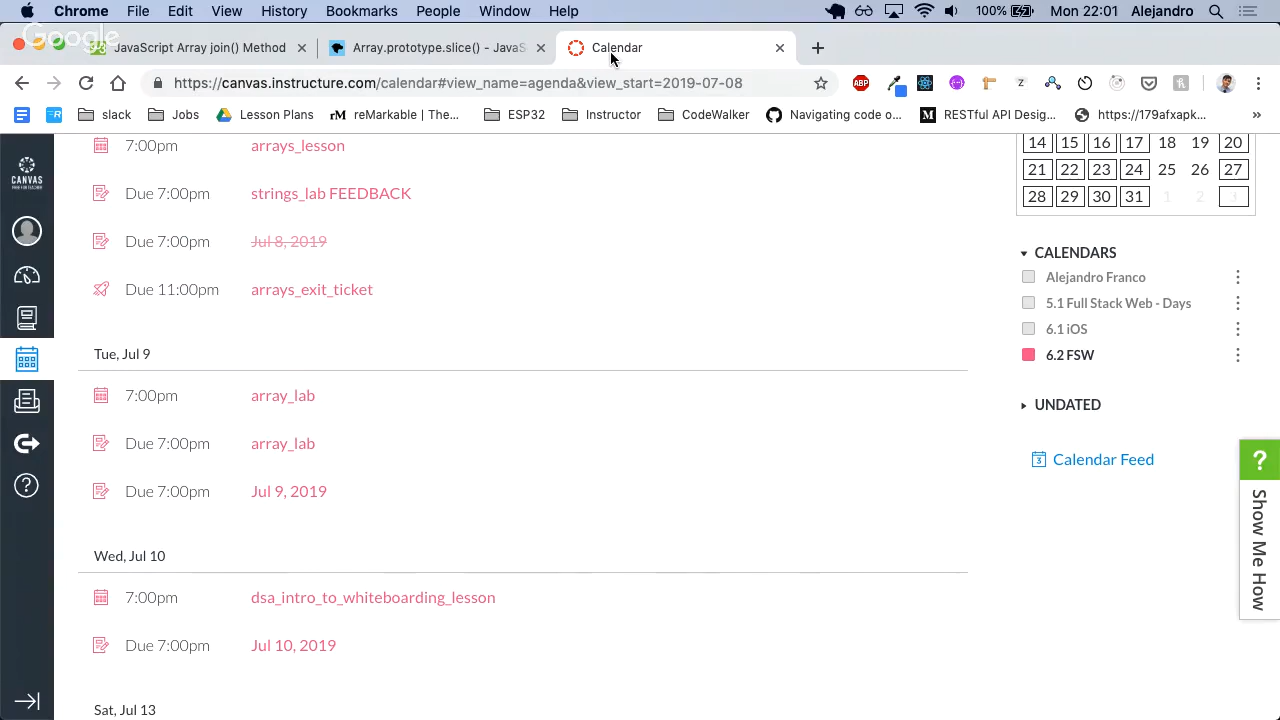 Chrome File Edit View History Bookmarks People Window Help 100% Mon 22:01 Alejandro
Google
JavaScript Array join() Method Array.prototype.slice() - JavaS Calendar
https://canvas.instructure.com/calendar#view_name=agenda&view_start=2019-07-08 ABP
slack Jobs Lesson Plans rM reMarkable | The... ESP32 Instructor CodeWalker Navigating code o... RESTful API Desig... https://179afxapk... »
CANVAS
7:00pm arrays_lesson
Due 7:00pm strings_lab FEEDBACK
Due 7:00pm Jul 8, 2019
Due 11:00pm arrays_exit_ticket
Tue, Jul 9
7:00pm array_lab
Due 7:00pm array_lab
Due 7:00pm Jul 9, 2019
Wed, Jul 10
7:00pm dsa_intro_to_whiteboarding_lesson
Due 7:00pm Jul 10, 2019
Sat, Jul 13
14 15 16 17 18 19 20
21 22 23 24 25 26 27
28 29 30 31 1 2 3
CALENDARS
Alejandro Franco
5.1 Full Stack Web - Days
6.1 iOS
6.2 FSW
UNDATED
Calendar Feed
?
Show Me How